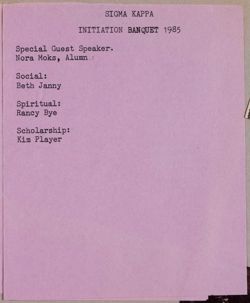 SIGMA KAPPA
INITIATION BANQUET 1985
Special Guest Speaker.
Nora Moks, Alumn
Social:
Beth Janny
Spiritual:
Rancy Bye
Scholarship:
Kim Player